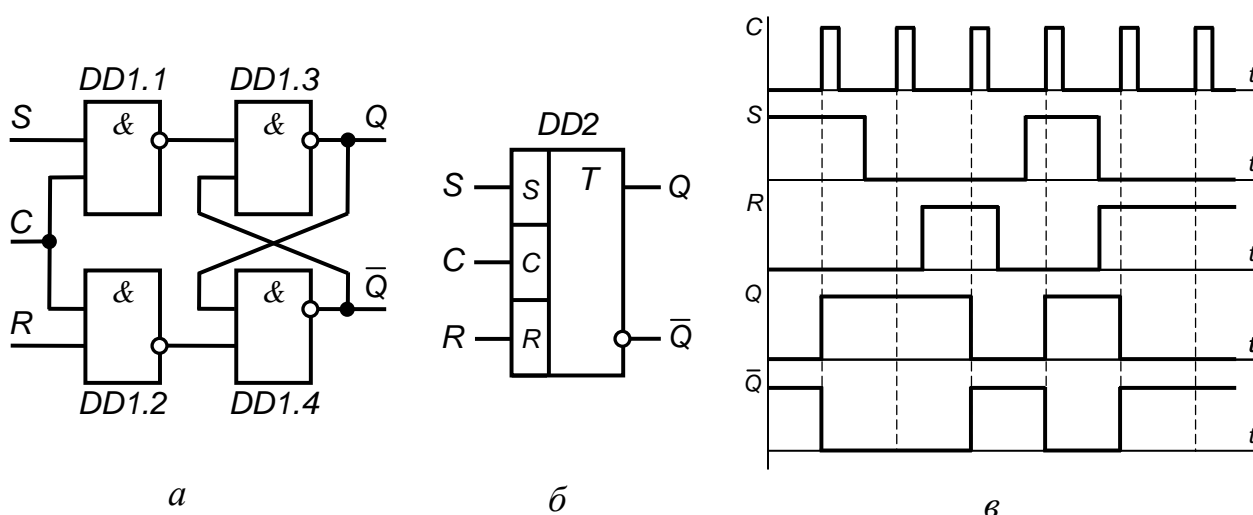 DD1.1 DD1.3
S & & Q
C
R & & Q̅
DD1.2 DD1.4
а
DD2
S S T Q
C C
R R Q̅
б
C t
S t
R t
Q t
Q̅ t
в